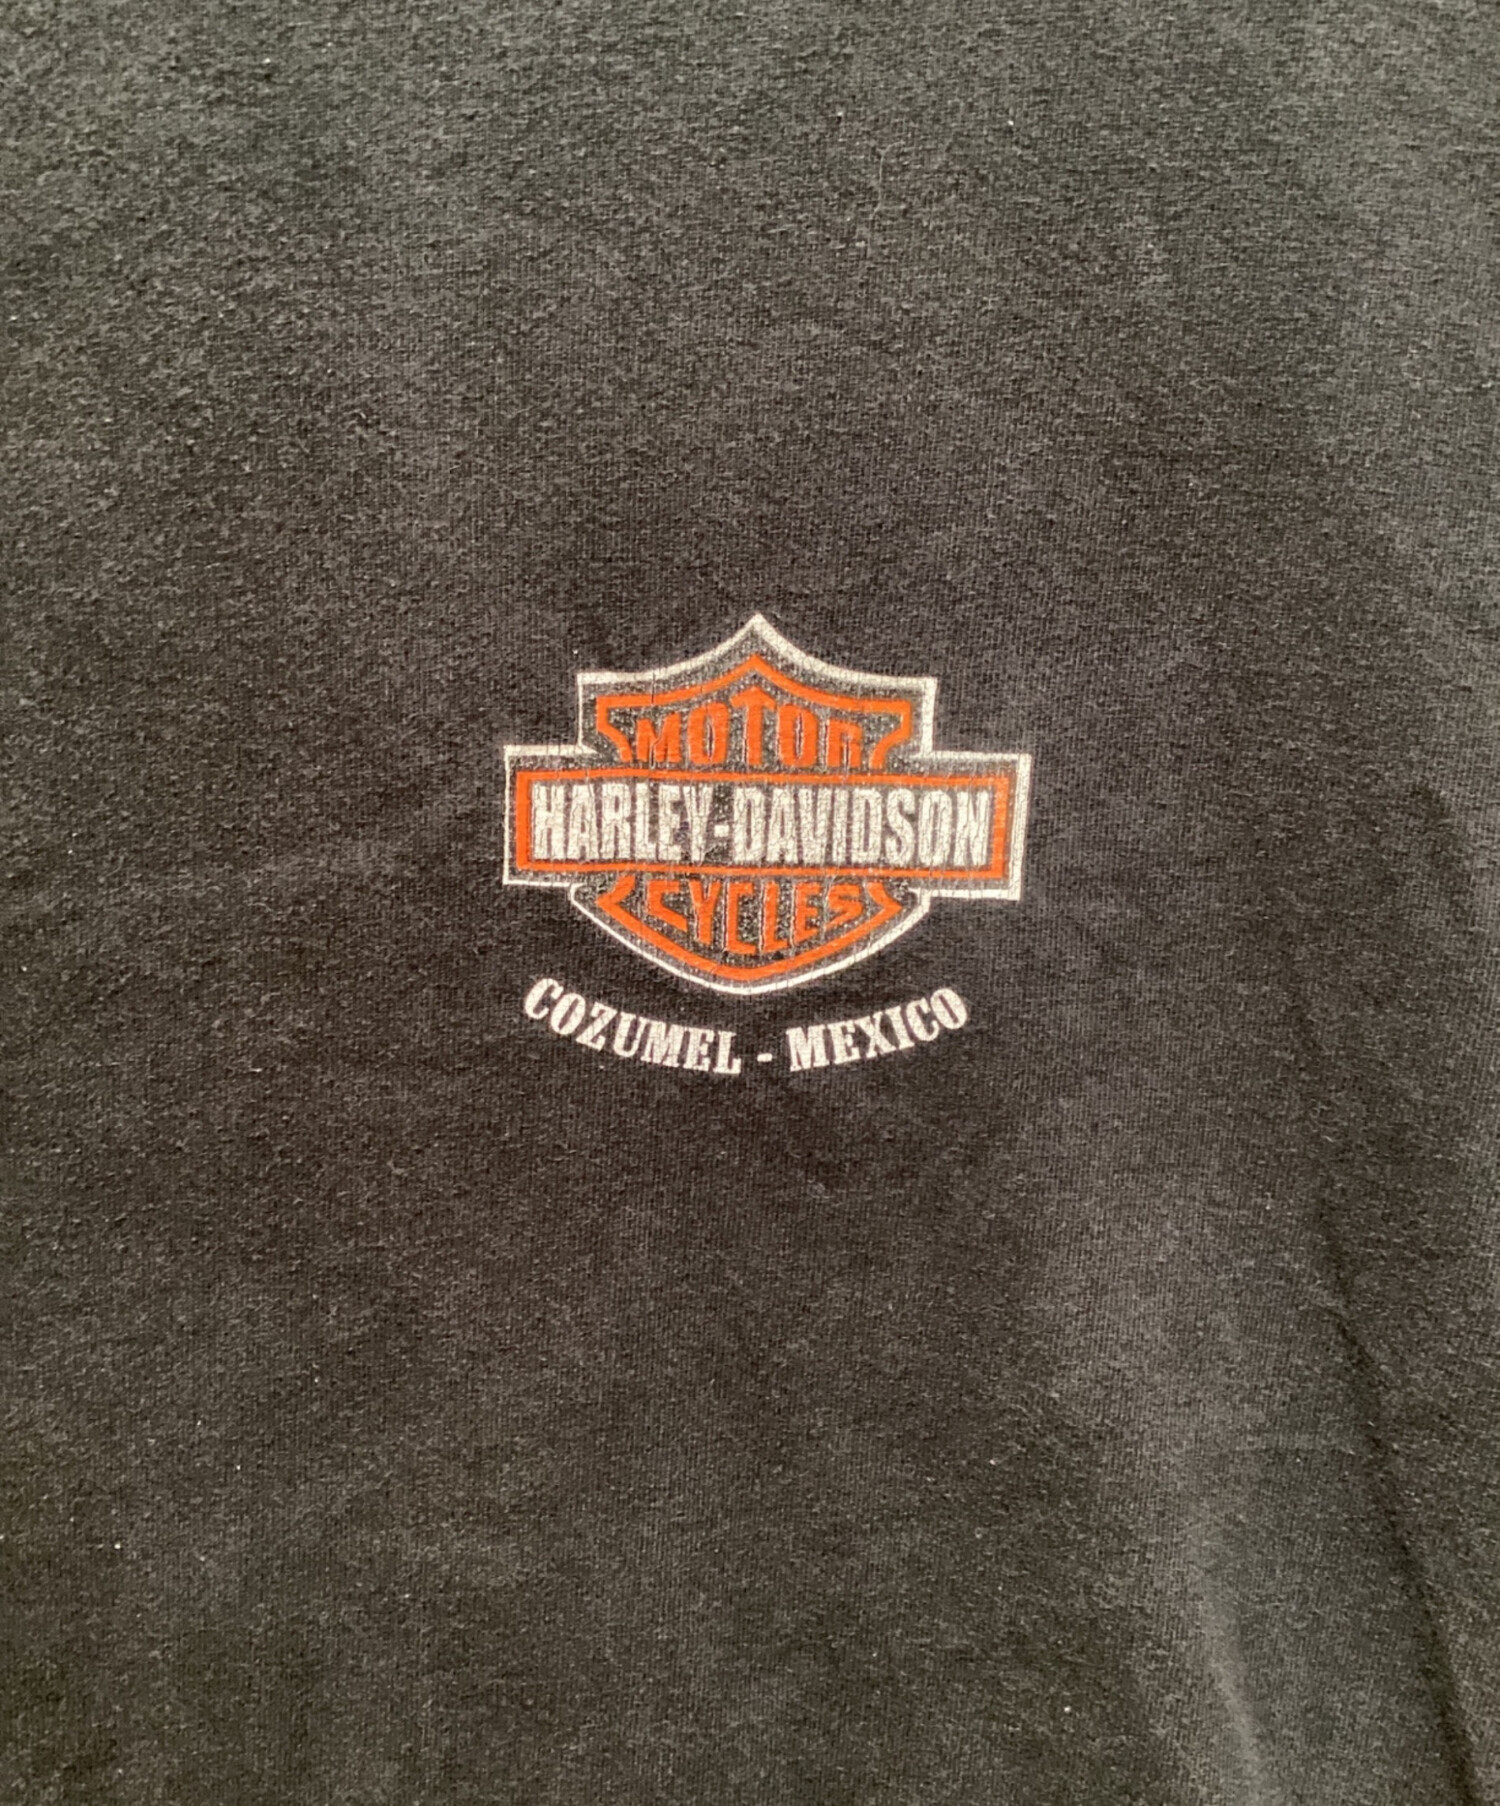 MOTOR
HARLEY-DAVIDSON
CYCLES
COZUMEL - MEXICO